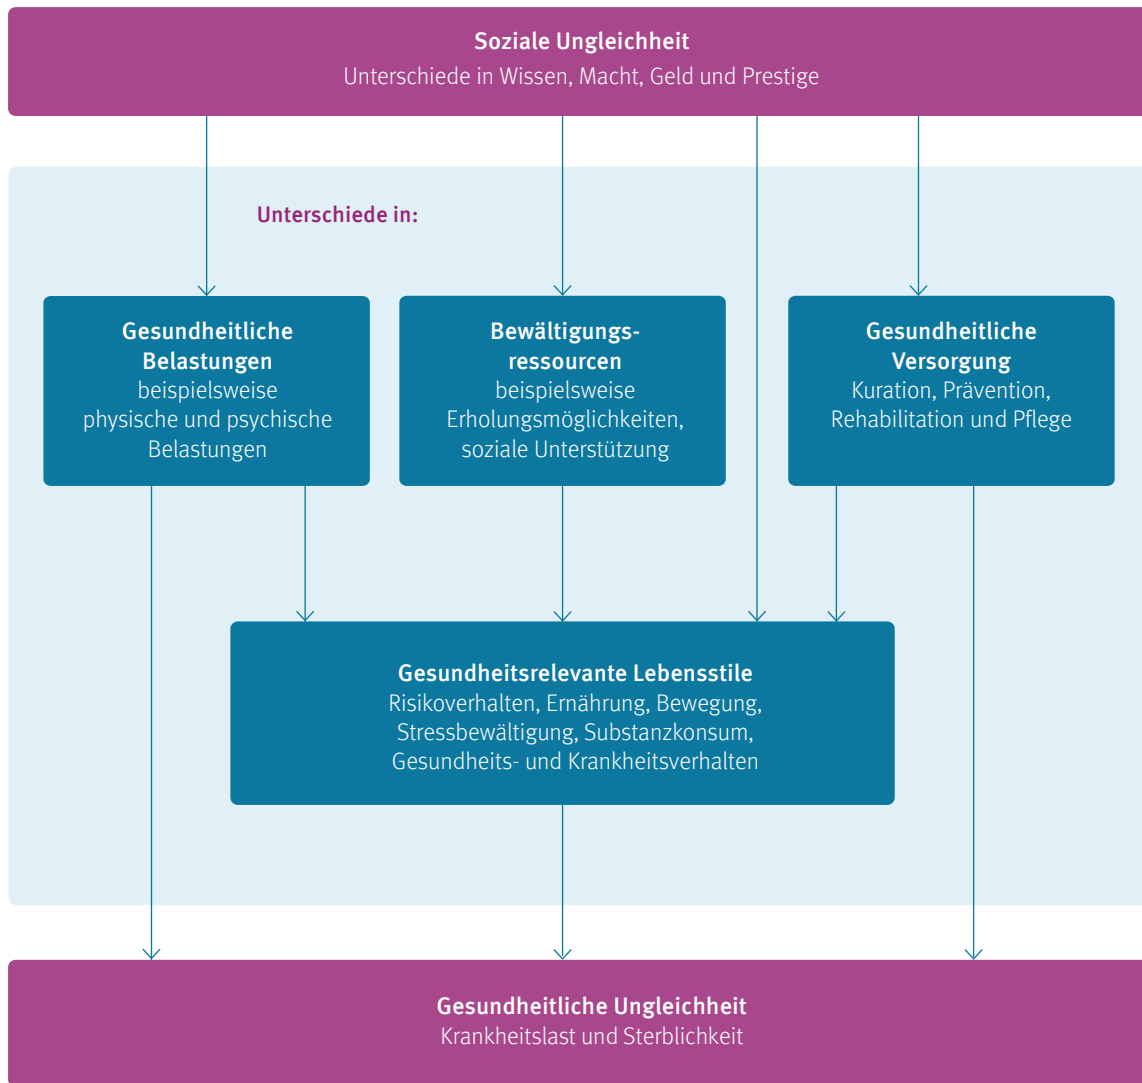 Soziale Ungleichheit
Unterschiede in Wissen, Macht, Geld und Prestige
Unterschiede in:
Gesundheitliche
Belastungen
beispielsweise
physische und psychische
Belastungen
Bewältigungs-
ressourcen
beispielsweise
Erholungsmöglichkeiten,
soziale Unterstützung
Gesundheitliche
Versorgung
Kuration, Prävention,
Rehabilitation und Pflege
Gesundheitsrelevante Lebensstile
Risikoverhalten, Ernährung, Bewegung,
Stressbewältigung, Substanzkonsum,
Gesundheits- und Krankheitsverhalten
Gesundheitliche Ungleichheit
Krankheitslast und Sterblichkeit